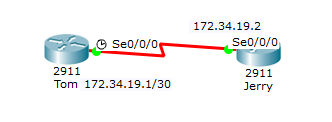 172.34.19.2
Se0/0/0
Se0/0/0
2911
2911
Tom 172.34.19.1/30
Jerry